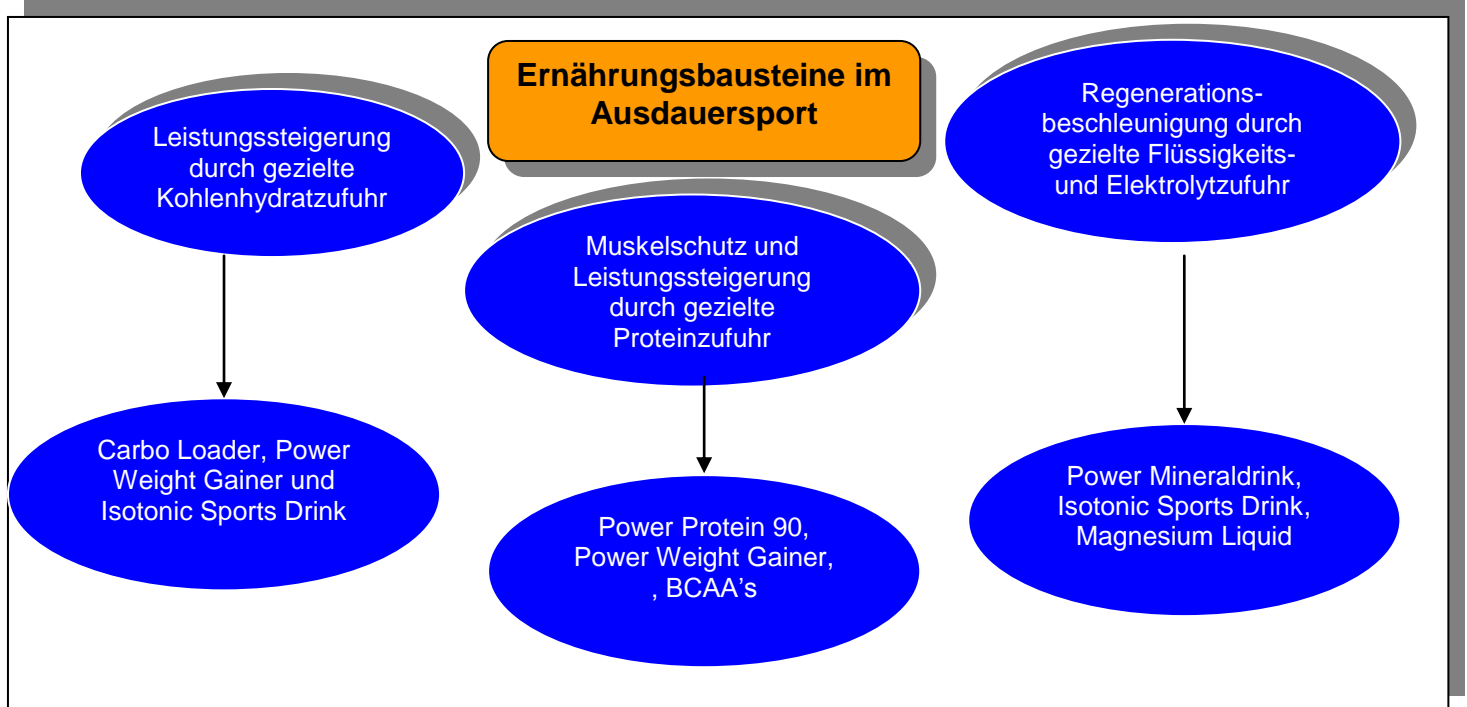 Ernährungsbausteine im
Ausdauersport
Leistungssteigerung
durch gezielte
Kohlenhydratzufuhr
Carbo Loader, Power
Weight Gainer und
Isotonic Sports Drink
Muskelschutz und
Leistungssteigerung
durch gezielte
Proteinzufuhr
Power Protein 90,
Power Weight Gainer,
, BCAA’s
Regenerations-
beschleunigung durch
gezielte Flüssigkeits-
und Elektrolytzufuhr
Power Mineraldrink,
Isotonic Sports Drink,
Magnesium Liquid